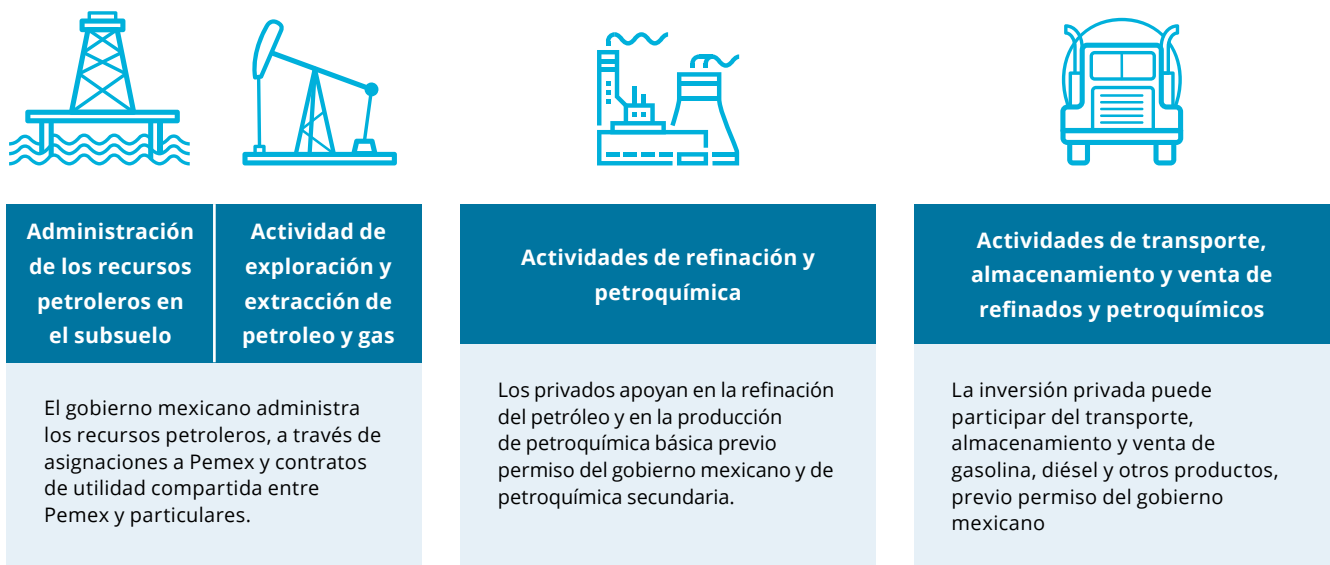 Administración
de los recursos
petroleros en
el subsuelo
Actividad de
exploración y
extracción de
petroleo y gas
El gobierno mexicano administra
los recursos petroleros, a través de
asignaciones a Pemex y contratos
de utilidad compartida entre
Pemex y particulares.
Actividades de refinación y
petroquímica
Los privados apoyan en la refinación
del petróleo y en la producción
de petroquímica básica previo
permiso del gobierno mexicano y de
petroquímica secundaria.
Actividades de transporte,
almacenamiento y venta de
refinados y petroquímicos
La inversión privada puede
participar del transporte,
almacenamiento y venta de
gasolina, diésel y otros productos,
previo permiso del gobierno
mexicano